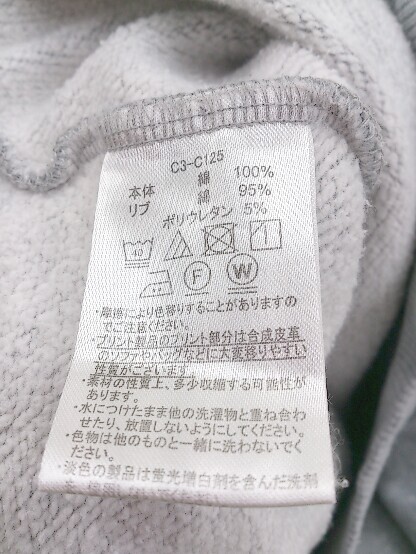 C3-C125
本体 綿 100%
リブ 綿 95%
ポリウレタン 5%
40
F W
・摩擦により色移りすることがありますの
でご注意ください。
・プリント製品のプリント部分は合成皮革
のソファやバッグなどに大変移りやすい
性質がございます。
・素材の性質上、多少収縮する可能性が
あります。
・水につけたまま他の洗濯物と重ね合わ
せたり、放置しないようにしてください。
・色物は他のものと一緒に洗わないでく
ださい。
淡色の製品は蛍光増白剤を含んだ洗剤